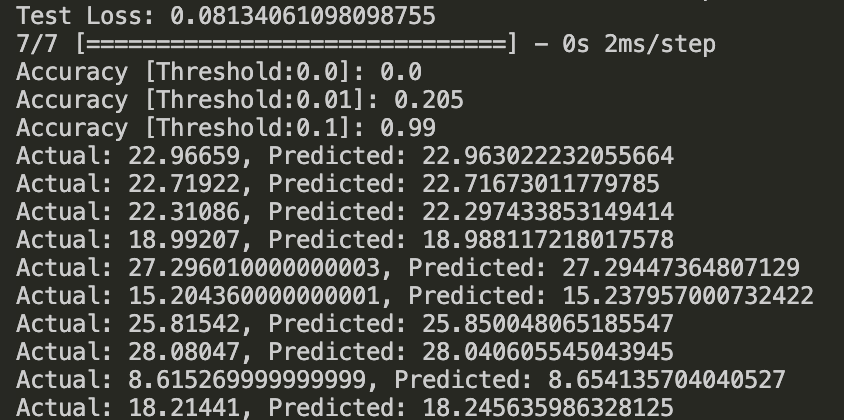 Test Loss: 0.08134061098098755
7/7 [==============================] - 0s 2ms/step
Accuracy [Threshold:0.0]: 0.0
Accuracy [Threshold:0.01]: 0.205
Accuracy [Threshold:0.1]: 0.99
Actual: 22.96659, Predicted: 22.963022232055664
Actual: 22.71922, Predicted: 22.71673011779785
Actual: 22.31086, Predicted: 22.297433853149414
Actual: 18.99207, Predicted: 18.988117218017578
Actual: 27.296010000000003, Predicted: 27.29447364807129
Actual: 15.204360000000001, Predicted: 15.237957000732422
Actual: 25.81542, Predicted: 25.850048065185547
Actual: 28.08047, Predicted: 28.040605545043945
Actual: 8.615269999999999, Predicted: 8.654135704040527
Actual: 18.21441, Predicted: 18.245635986328125